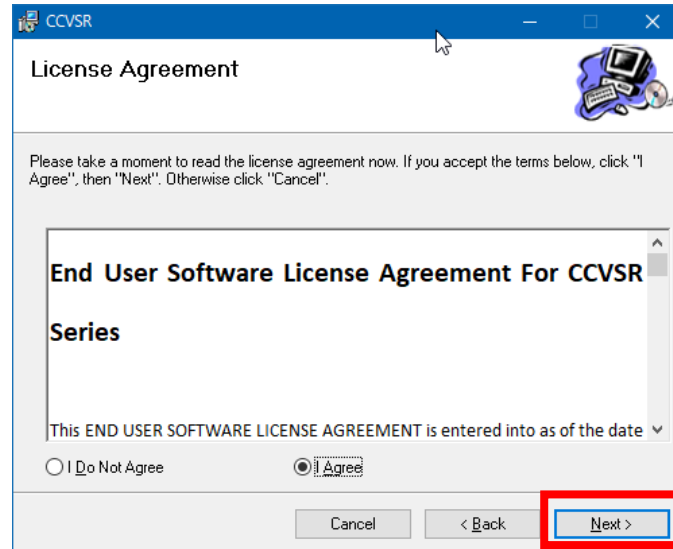 CCVSR
License Agreement
Please take a moment to read the license agreement now. If you accept the terms below, click "I
Agree", then "Next". Otherwise click "Cancel".
End User Software License Agreement For CCVSR
Series
This END USER SOFTWARE LICENSE AGREEMENT is entered into as of the date
I Do Not Agree
I Agree
Cancel
< Back
Next >